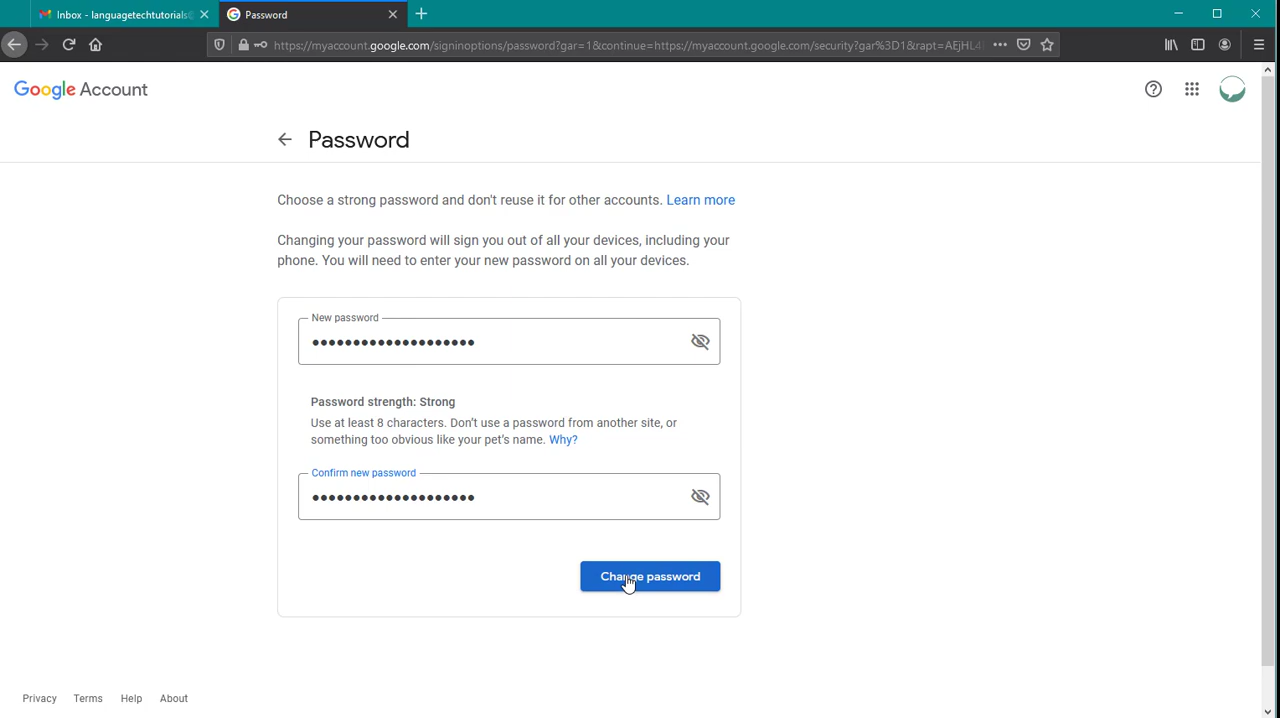 Inbox - languagetechtutorials@
Password
https://myaccount.google.com/signinoptions/password?gar=1&continue=https://myaccount.google.com/security?gar%3D1&rapt=AEjHL4
Google Account
Password
Choose a strong password and don't reuse it for other accounts. Learn more
Changing your password will sign you out of all your devices, including your
phone. You will need to enter your new password on all your devices.
New password
••••••••••••••••••••
Password strength: Strong
Use at least 8 characters. Don't use a password from another site, or
something too obvious like your pet's name. Why?
Confirm new password
••••••••••••••••••••
Change password
Privacy Terms Help About